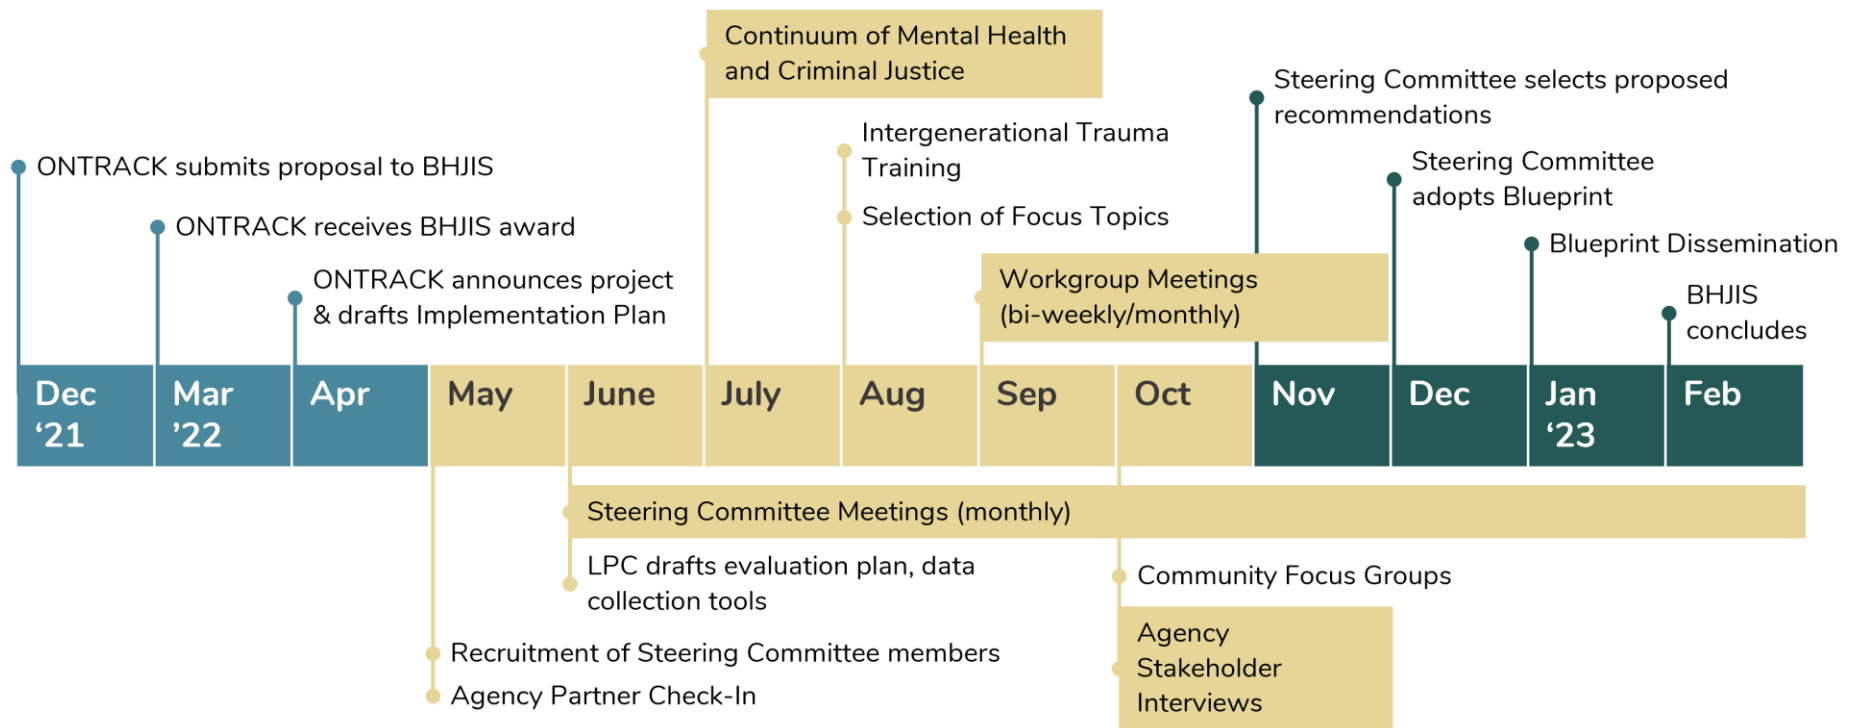 Continuum of Mental Health
and Criminal Justice
Steering Committee selects proposed
recommendations
Intergenerational Trauma
Training
ONTRACK submits proposal to BHJIS
Steering Committee
adopts Blueprint
Selection of Focus Topics
ONTRACK receives BHJIS award
Blueprint Dissemination
ONTRACK announces project
& drafts Implementation Plan
Workgroup Meetings
(bi-weekly/monthly)
BHJIS
concludes
Dec
‘21
Mar
’22
Apr
May
June
July
Aug
Sep
Oct
Nov
Dec
Jan
‘23
Feb
Steering Committee Meetings (monthly)
LPC drafts evaluation plan, data
collection tools
Community Focus Groups
Recruitment of Steering Committee members
Agency Partner Check-In
Agency
Stakeholder
Interviews